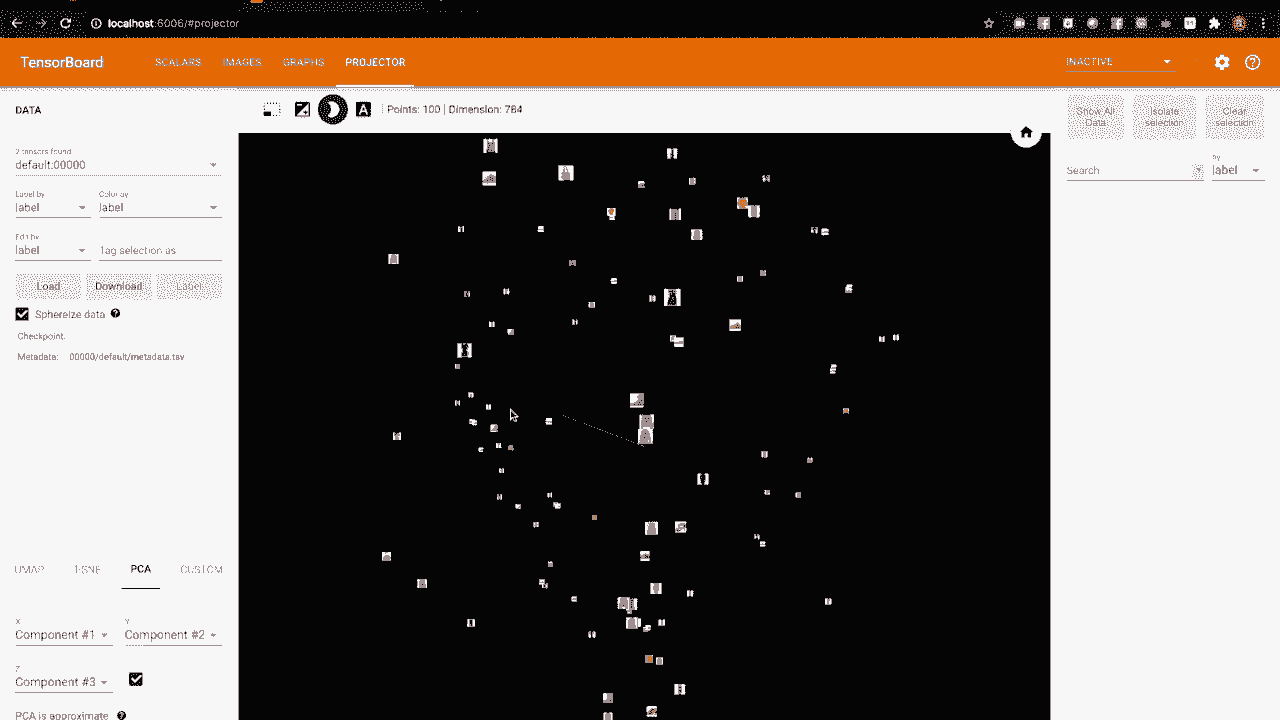 localhost:6006/#projector
TensorBoard
SCALARS
IMAGES
GRAPHS
PROJECTOR
INACTIVE
DATA
Points: 100 | Dimension: 784
2 tensors found
default:00000
Label by
label
Color by
label
Edit by
label
Tag selection as
Load
Download
Label
Sphereize data
Checkpoint:
Metadata: 00000/default/metadata.tsv
UMAP
T-SNE
PCA
CUSTOM
X
Component #1
Y
Component #2
Z
Component #3
PCA is approximate
Show All
Data
Isolate
selection
Clear
selection
Search
by
label